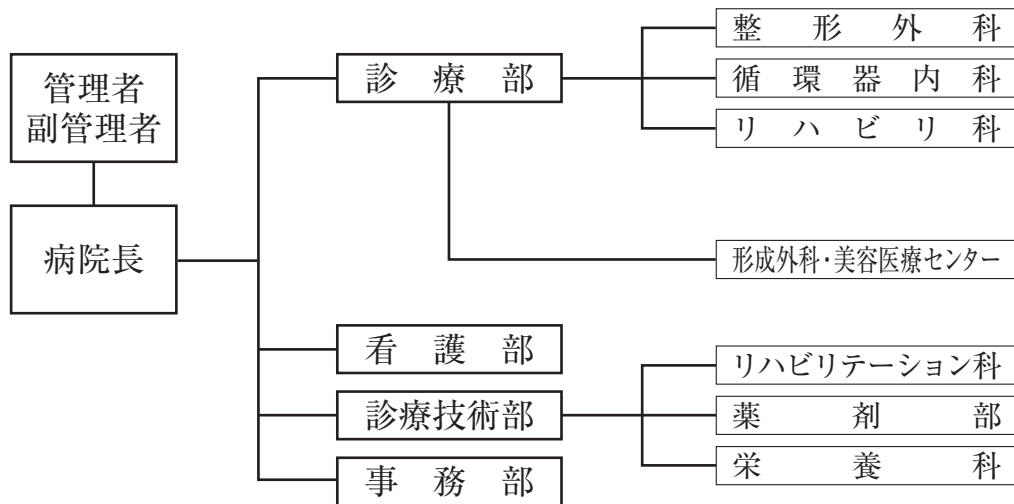 管理者
副管理者
病院長
診療部
整形外科
循環器内科
リハビリ科
形成外科・美容医療センター
看護部
診療技術部
リハビリテーション科
薬剤部
栄養科
事務部